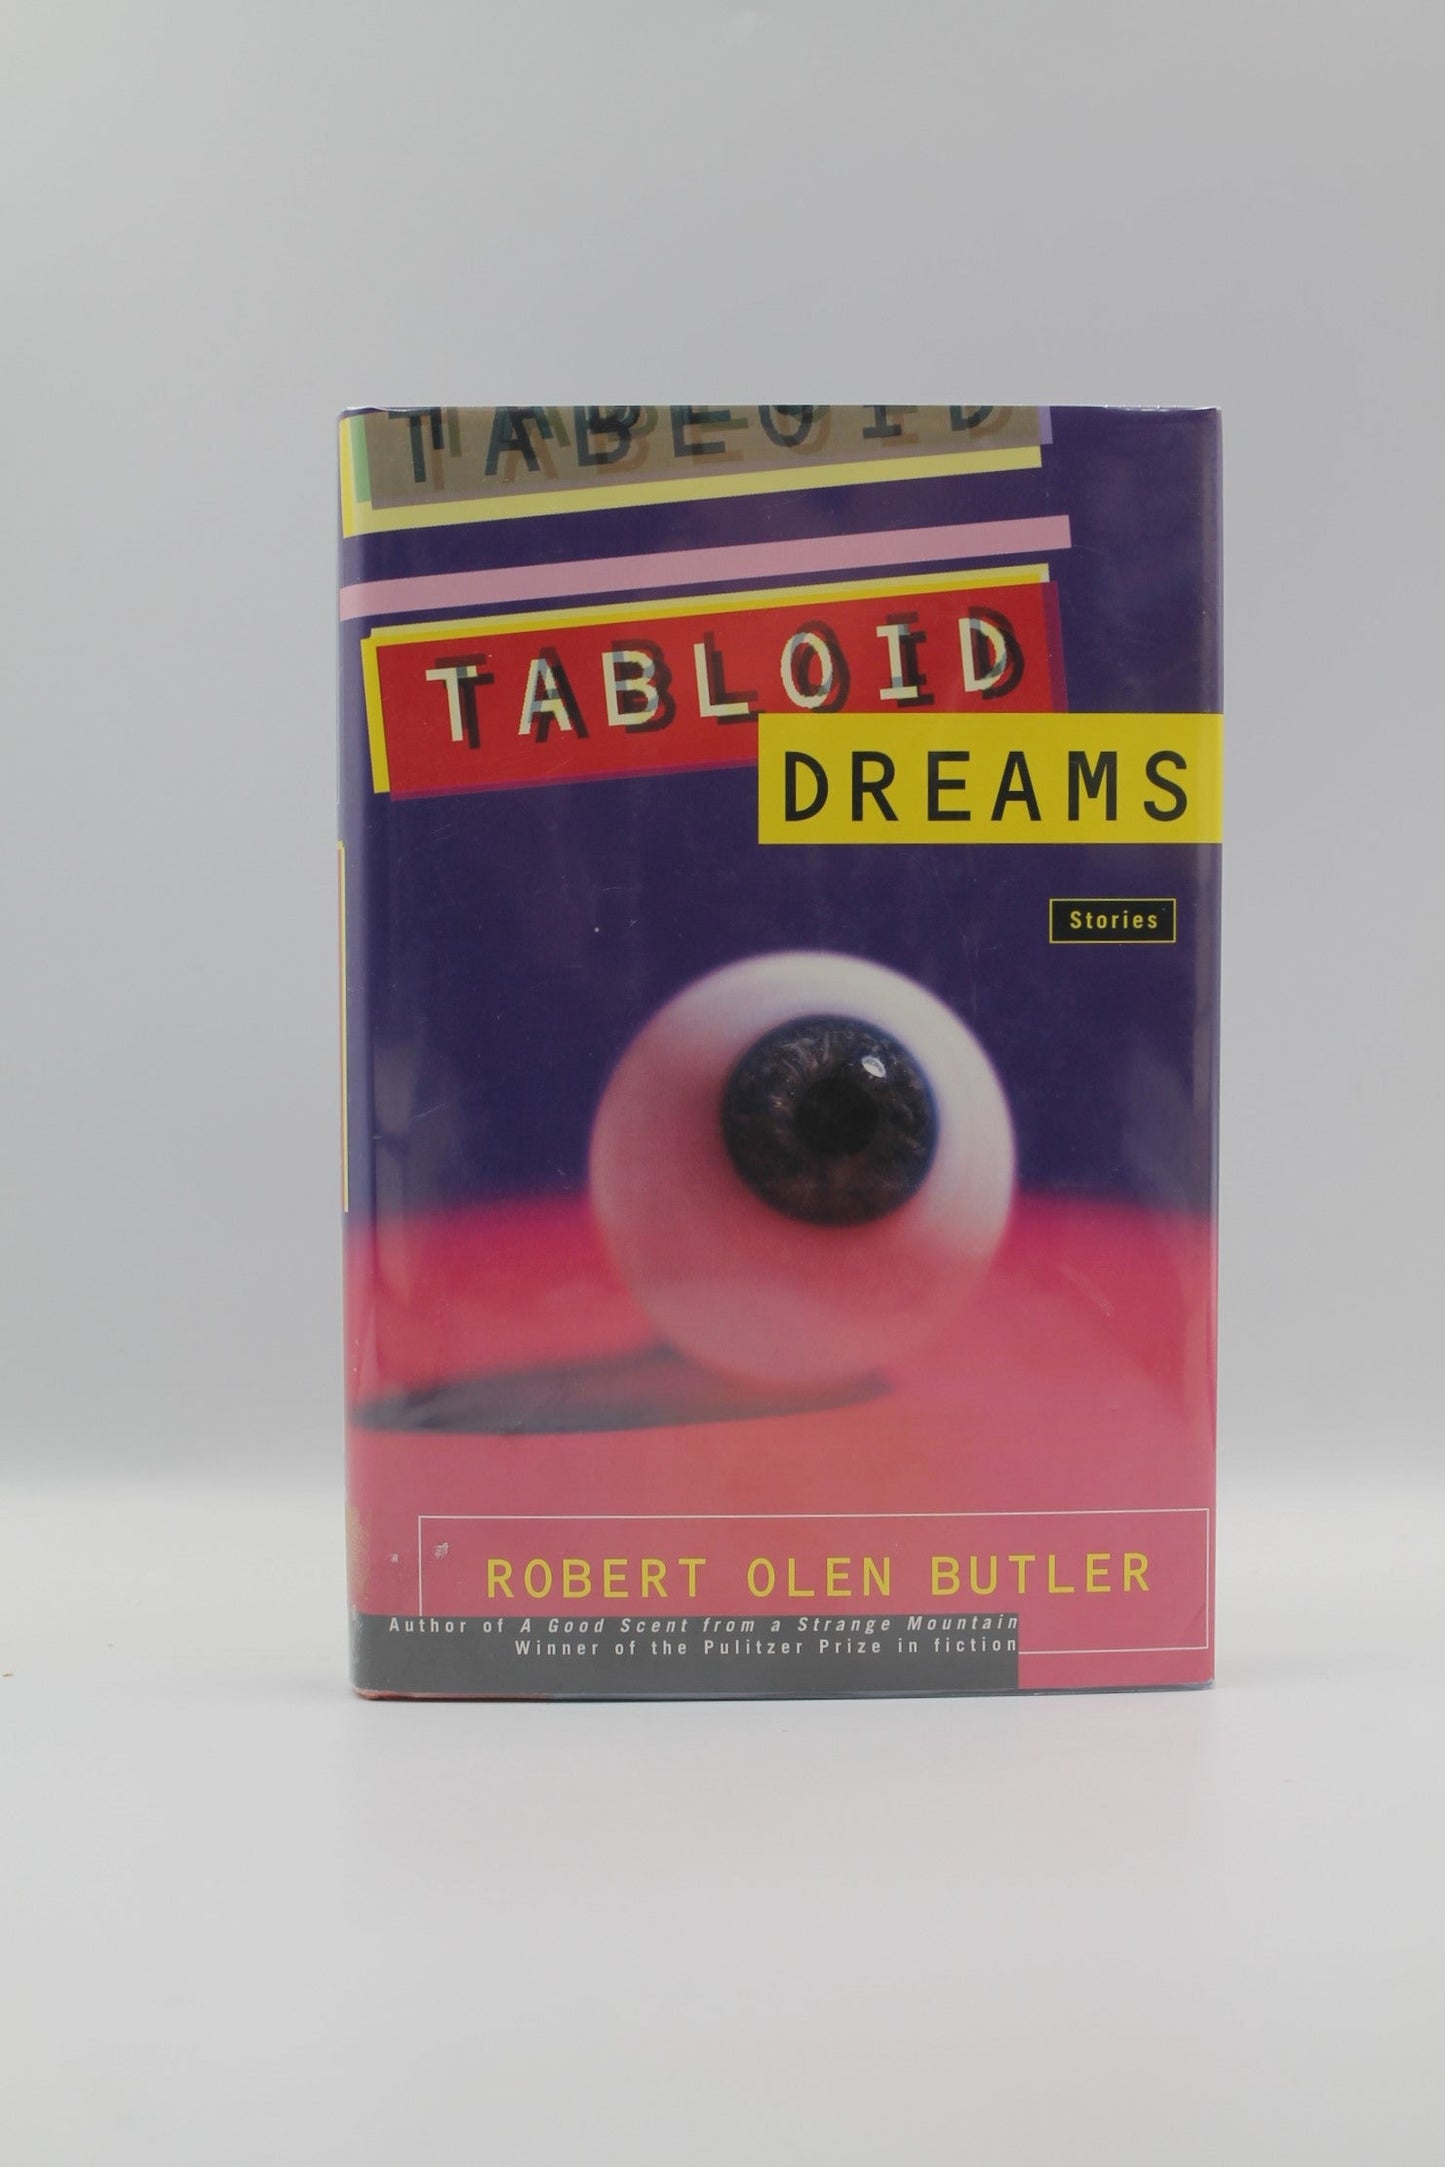 TABLOID
TABLOID
DREAMS
Stories
ROBERT OLEN BUTLER
Author of A Good Scent from a Strange Mountain
Winner of the Pulitzer Prize in fiction